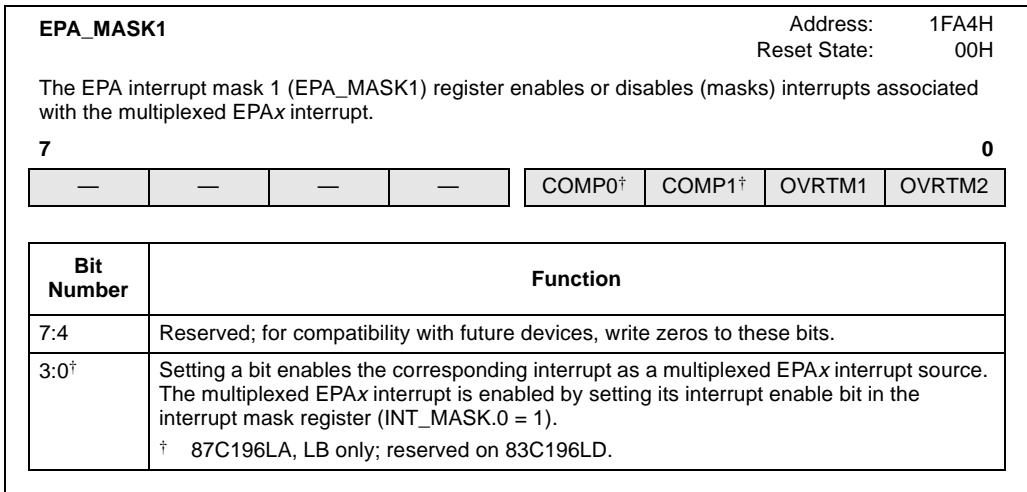 EPA_MASK1 Address: 1FA4H
Reset State: 00H
The EPA interrupt mask 1 (EPA_MASK1) register enables or disables (masks) interrupts associated
with the multiplexed EPAx interrupt.
7 0
— — — — COMP0† COMP1† OVRTM1 OVRTM2
Bit
Number
Function
7:4 Reserved; for compatibility with future devices, write zeros to these bits.
3:0† Setting a bit enables the corresponding interrupt as a multiplexed EPAx interrupt source.
The multiplexed EPAx interrupt is enabled by setting its interrupt enable bit in the
interrupt mask register (INT_MASK.0 = 1).
† 87C196LA, LB only; reserved on 83C196LD.